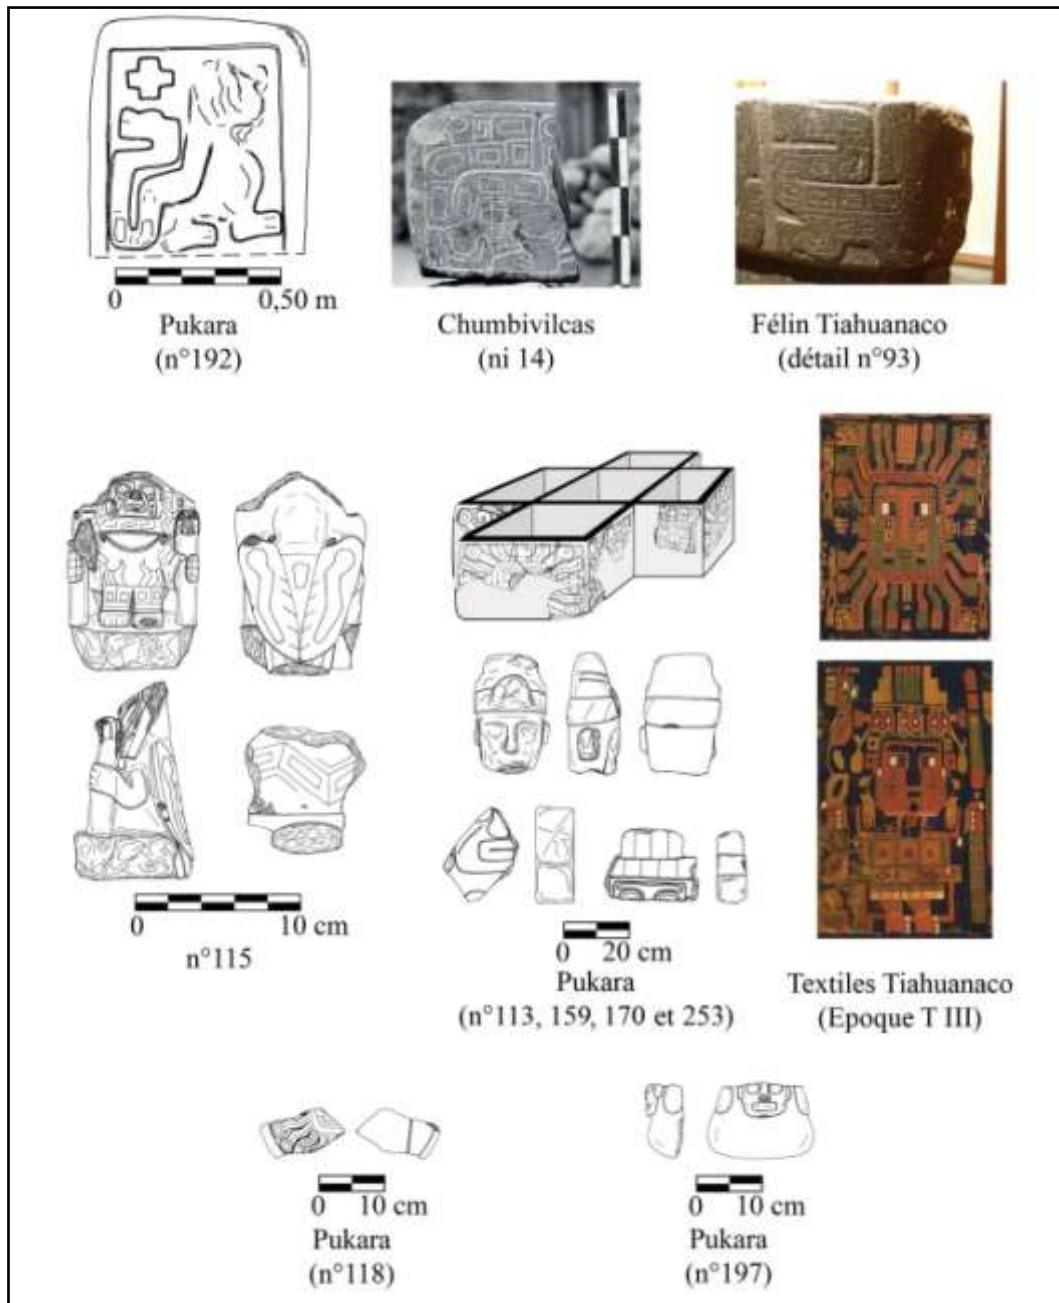 0 0,50 m
Pukara
(n°192)
Chumbivilcas
(ni 14)
Félin Tiahuanaco
(détail n°93)
0 10 cm
n°115
0 20 cm
Pukara
(n°113, 159, 170 et 253)
Textiles Tiahuanaco
(Epoque T III)
0 10 cm
Pukara
(n°118)
0 10 cm
Pukara
(n°197)